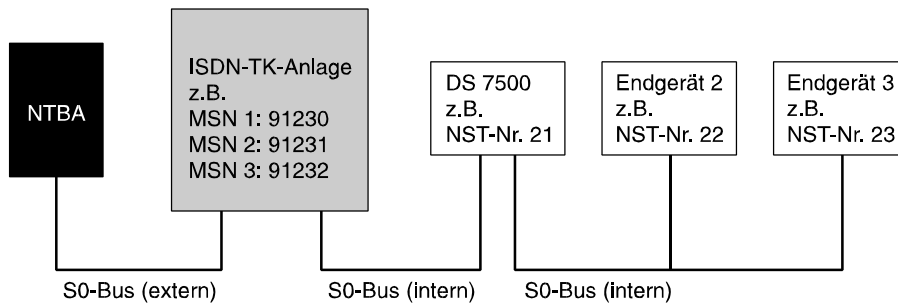 NTBA
ISDN-TK-Anlage
z.B.
MSN 1: 91230
MSN 2: 91231
MSN 3: 91232
DS 7500
z.B.
NST-Nr. 21
Endgerät 2
z.B.
NST-Nr. 22
Endgerät 3
z.B.
NST-Nr. 23
S0-Bus (extern)
S0-Bus (intern)
S0-Bus (intern)